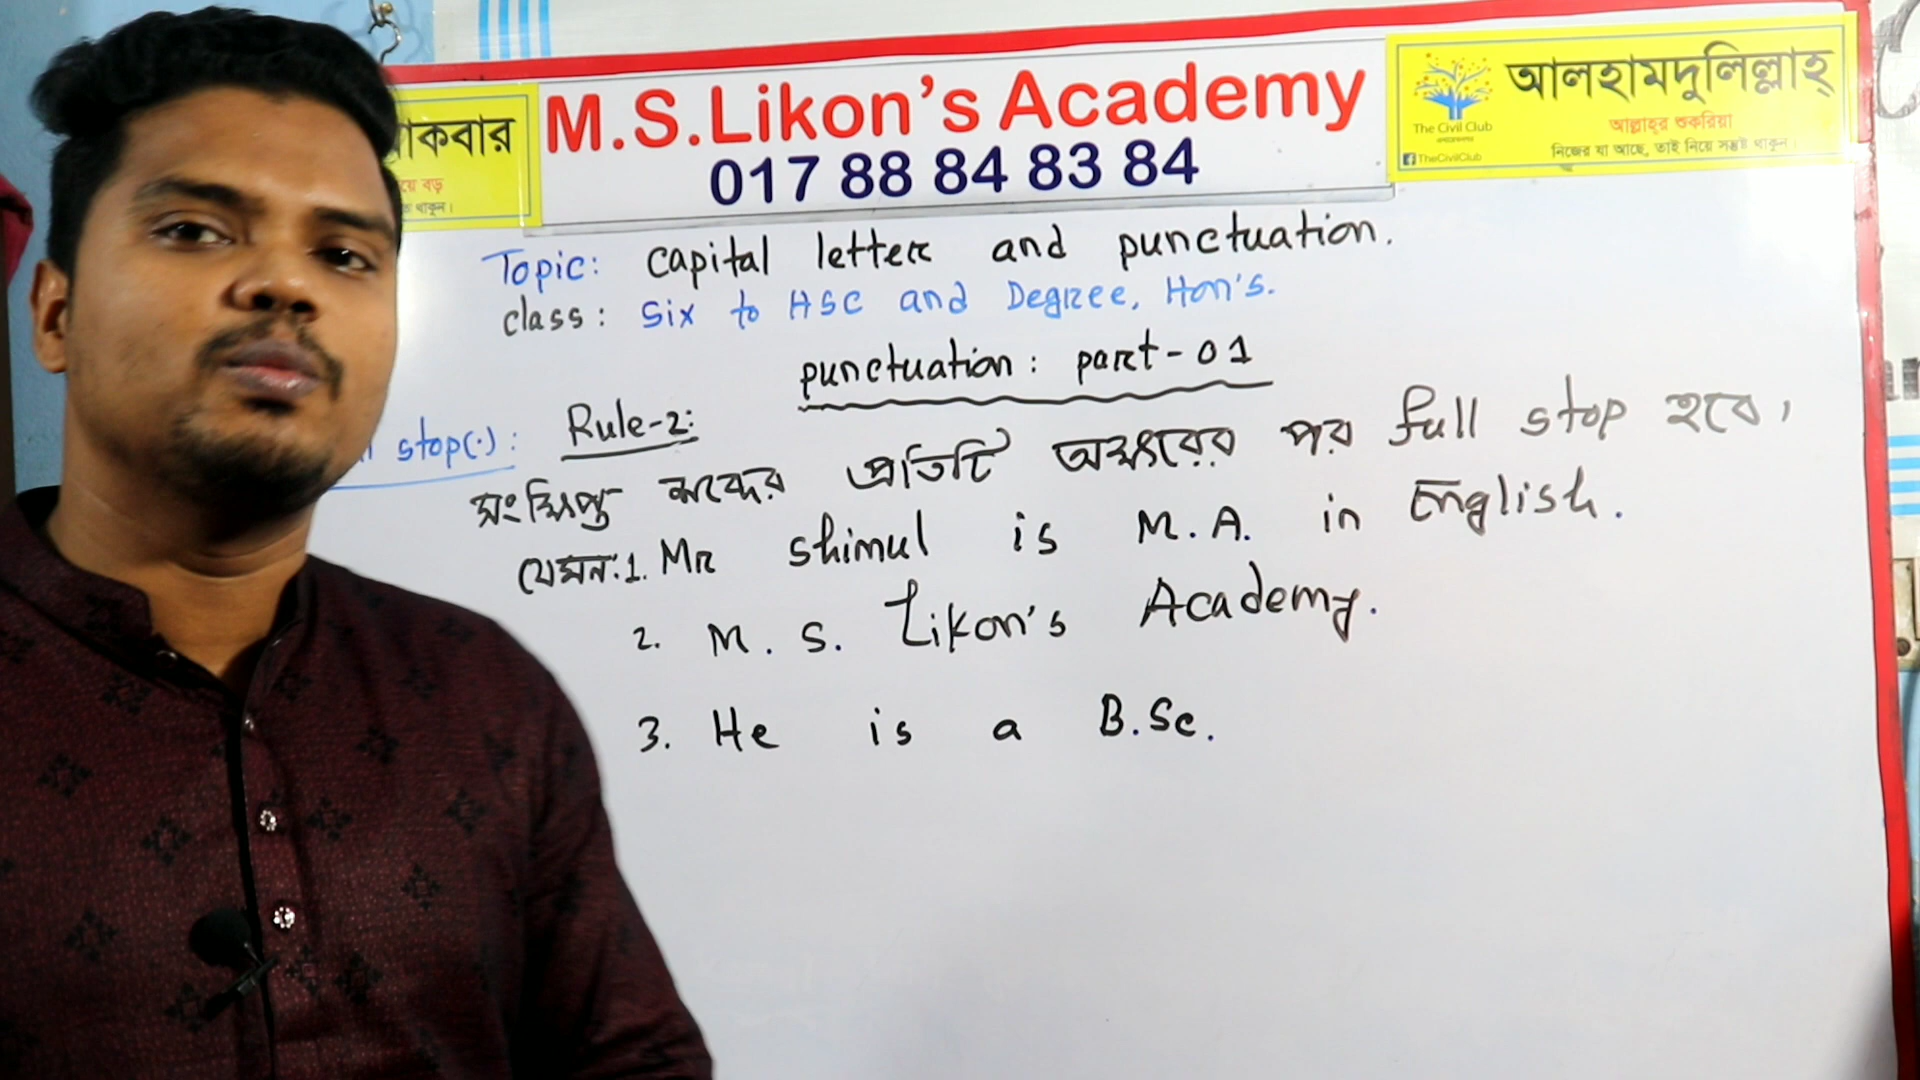 M.S.Likon's Academy
017 88 84 83 84
আলহামদুলিল্লাহ্
আল্লাহ্‌র শুকরিয়া
নিজের যা আছে, তাই নিয়ে সন্তুষ্ট থাকুন।
The Civil Club
TheCivilClub
য়ে বড়
থাকুন।
Topic: capital letter and punctuation.
class: Six to HSC and Degree, Hon's.
punctuation: part-01
stop(.): Rule-2:
সংক্ষিপ্ত শব্দের প্রতিটি অক্ষরের পর full stop হবে।
যেমন: 1. Mr shimul is M.A. in English.
2. M. S. Likon's Academy.
3. He is a B.Sc.